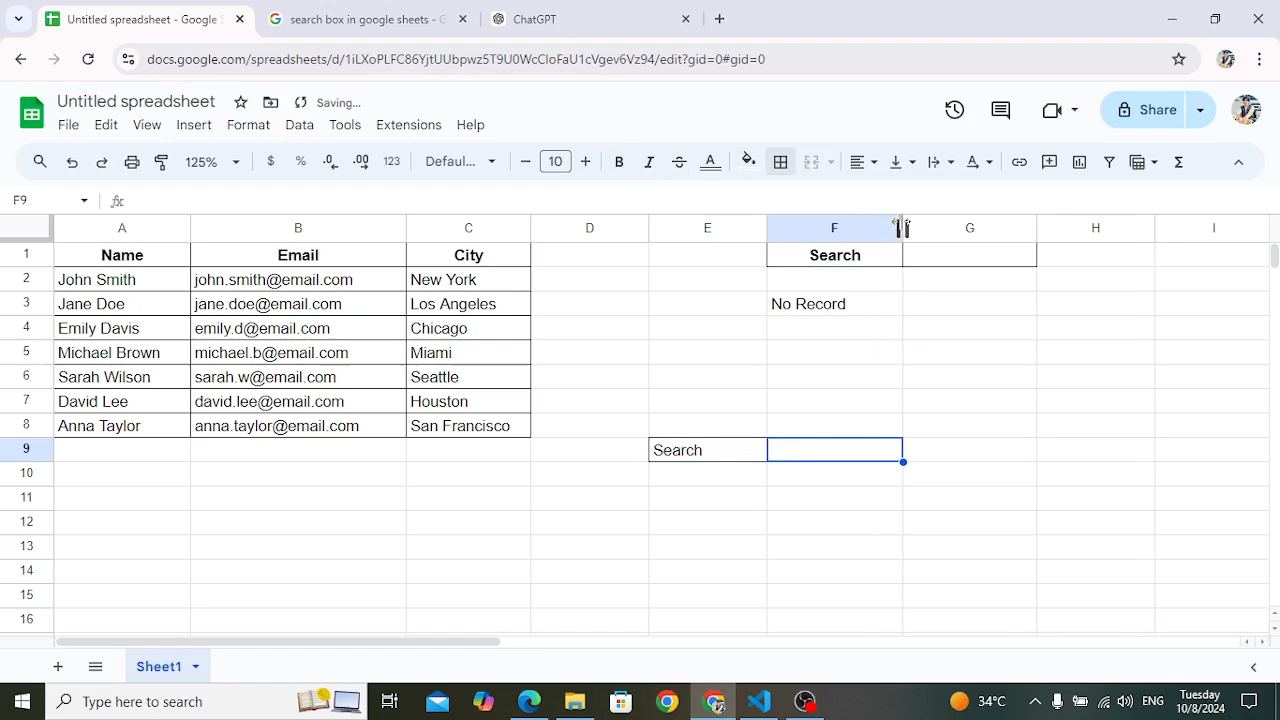 Untitled spreadsheet - Google S
search box in google sheets - G
ChatGPT
docs.google.com/spreadsheets/d/1iLXoPLFC86YjtUUbpwz5T9U0WcCIoFaU1cVgev6Vz94/edit?gid=0#gid=0
Untitled spreadsheet Saving...
File Edit View Insert Format Data Tools Extensions Help
Share
125% $ % .0 .00 123 Defaul... 10 B I S A Σ
F9 fx
A B C D E F G H I
1 Name Email City Search
2 John Smith john.smith@email.com New York
3 Jane Doe jane.doe@email.com Los Angeles No Record
4 Emily Davis emily.d@email.com Chicago
5 Michael Brown michael.b@email.com Miami
6 Sarah Wilson sarah.w@email.com Seattle
7 David Lee david.lee@email.com Houston
8 Anna Taylor anna.taylor@email.com San Francisco
9 Search
10
11
12
13
14
15
16
Sheet1
Type here to search
34°C
ENG
Tuesday
10/8/2024